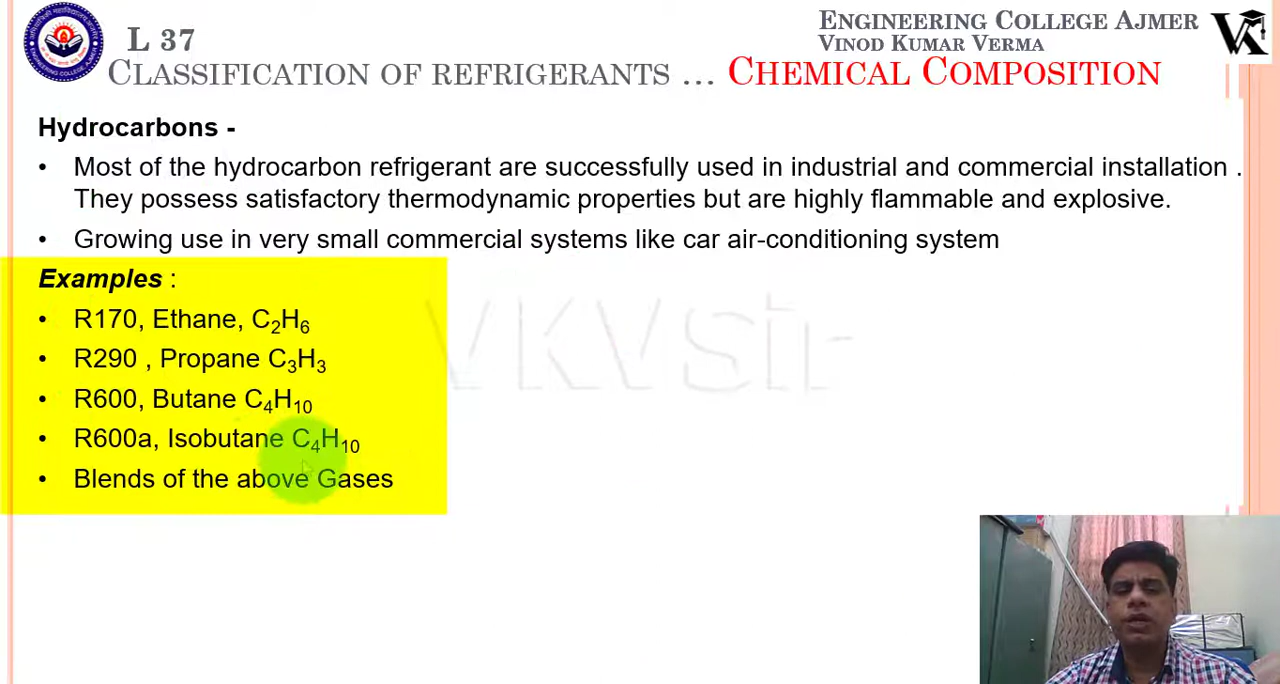 L 37
ENGINEERING COLLEGE AJMER
VINOD KUMAR VERMA
CLASSIFICATION OF REFRIGERANTS ... CHEMICAL COMPOSITION
Hydrocarbons -
• Most of the hydrocarbon refrigerant are successfully used in industrial and commercial installation .
They possess satisfactory thermodynamic properties but are highly flammable and explosive.
• Growing use in very small commercial systems like car air-conditioning system
Examples :
• R170, Ethane, C₂H₆
• R290 , Propane C₃H₃
• R600, Butane C₄H₁₀
• R600a, Isobutane C₄H₁₀
• Blends of the above Gases
VKVsir